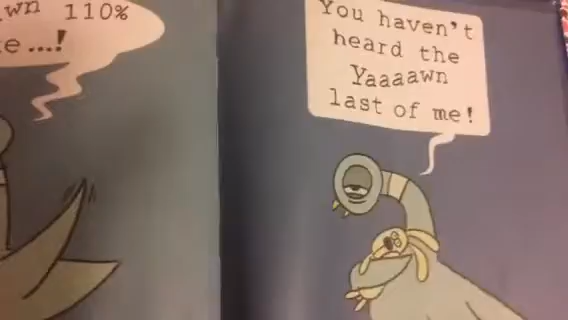 wn 110%
e...!
You haven't
heard the
Yaaaawn
last of me!